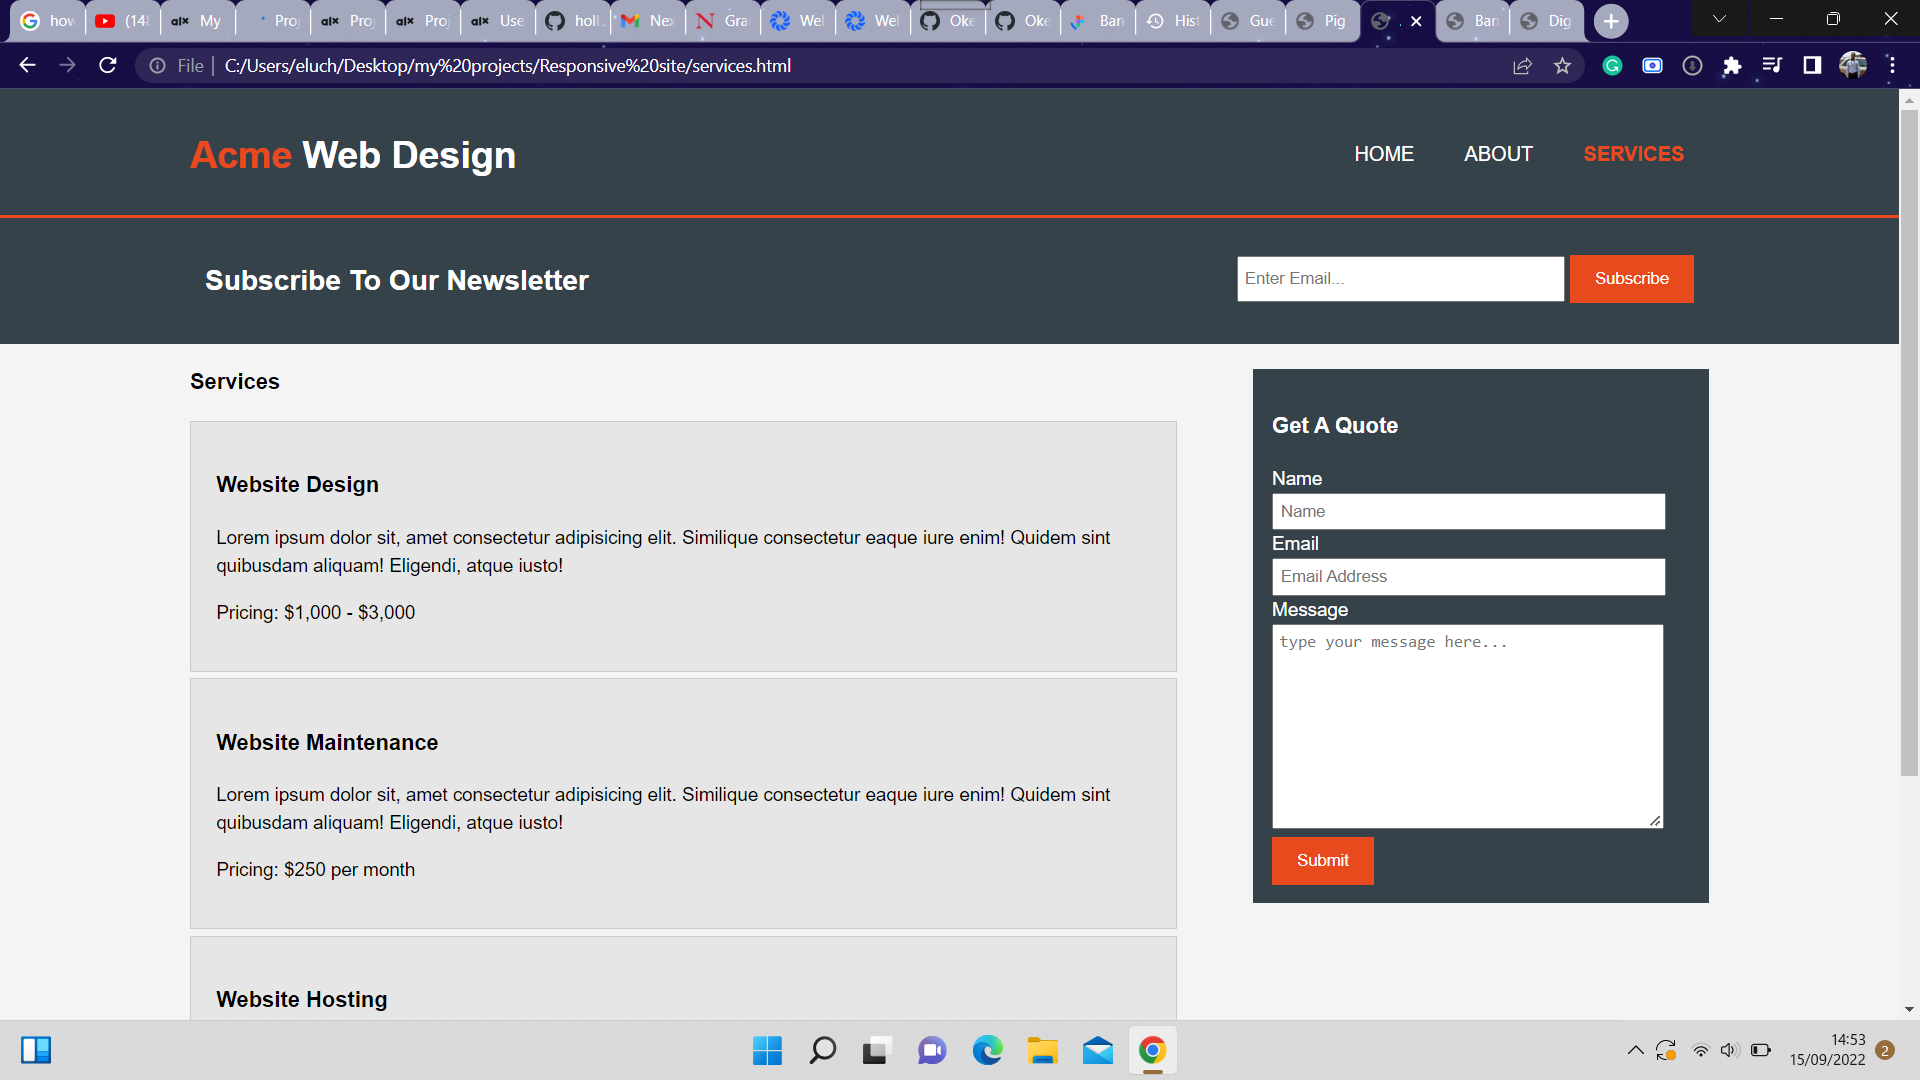 how
(148
My
Proj
Proj
Proj
Use
holl
Nex
Gra
Wel
Wel
Oke
Oke
Ban
Hist
Gue
Pig
Ban
Dig
File C:/Users/eluch/Desktop/my%20projects/Responsive%20site/services.html
Acme Web Design
HOME ABOUT SERVICES
Subscribe To Our Newsletter
Enter Email... Subscribe
Services
Website Design
Lorem ipsum dolor sit, amet consectetur adipisicing elit. Similique consectetur eaque iure enim! Quidem sint
quibusdam aliquam! Eligendi, atque iusto!
Pricing: $1,000 - $3,000
Website Maintenance
Lorem ipsum dolor sit, amet consectetur adipisicing elit. Similique consectetur eaque iure enim! Quidem sint
quibusdam aliquam! Eligendi, atque iusto!
Pricing: $250 per month
Website Hosting
Get A Quote
Name
Name
Email
Email Address
Message
type your message here...
Submit
14:53
15/09/2022
2